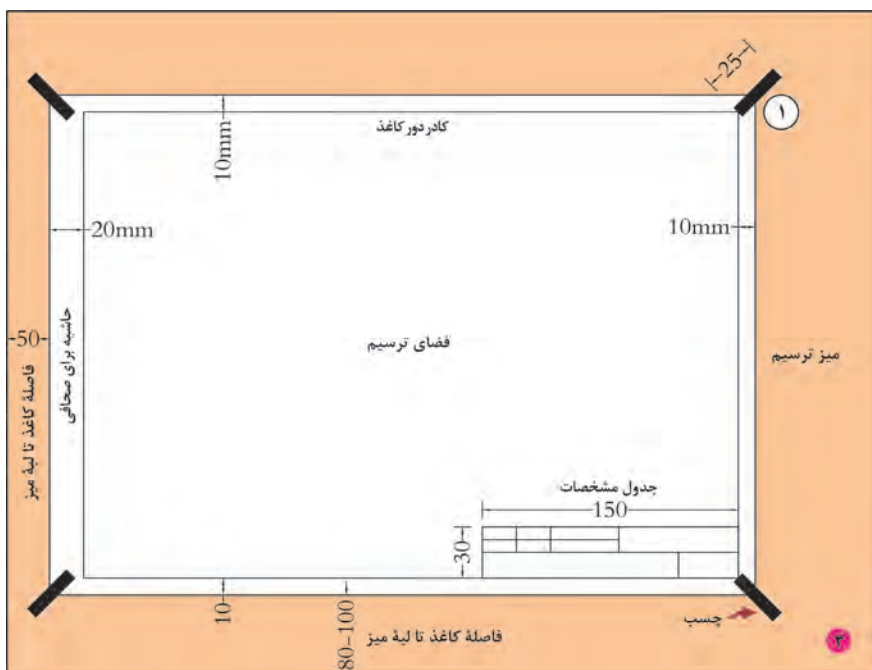 25
۱
کادر دور کاغذ
10mm
20mm
10mm
50
فضای ترسیم
میز ترسیم
حاشیه برای صحافی
فاصلهٔ کاغذ تا لبهٔ میز
جدول مشخصات
150
30
10
80-100
فاصلهٔ کاغذ تا لبهٔ میز
چسب
۳